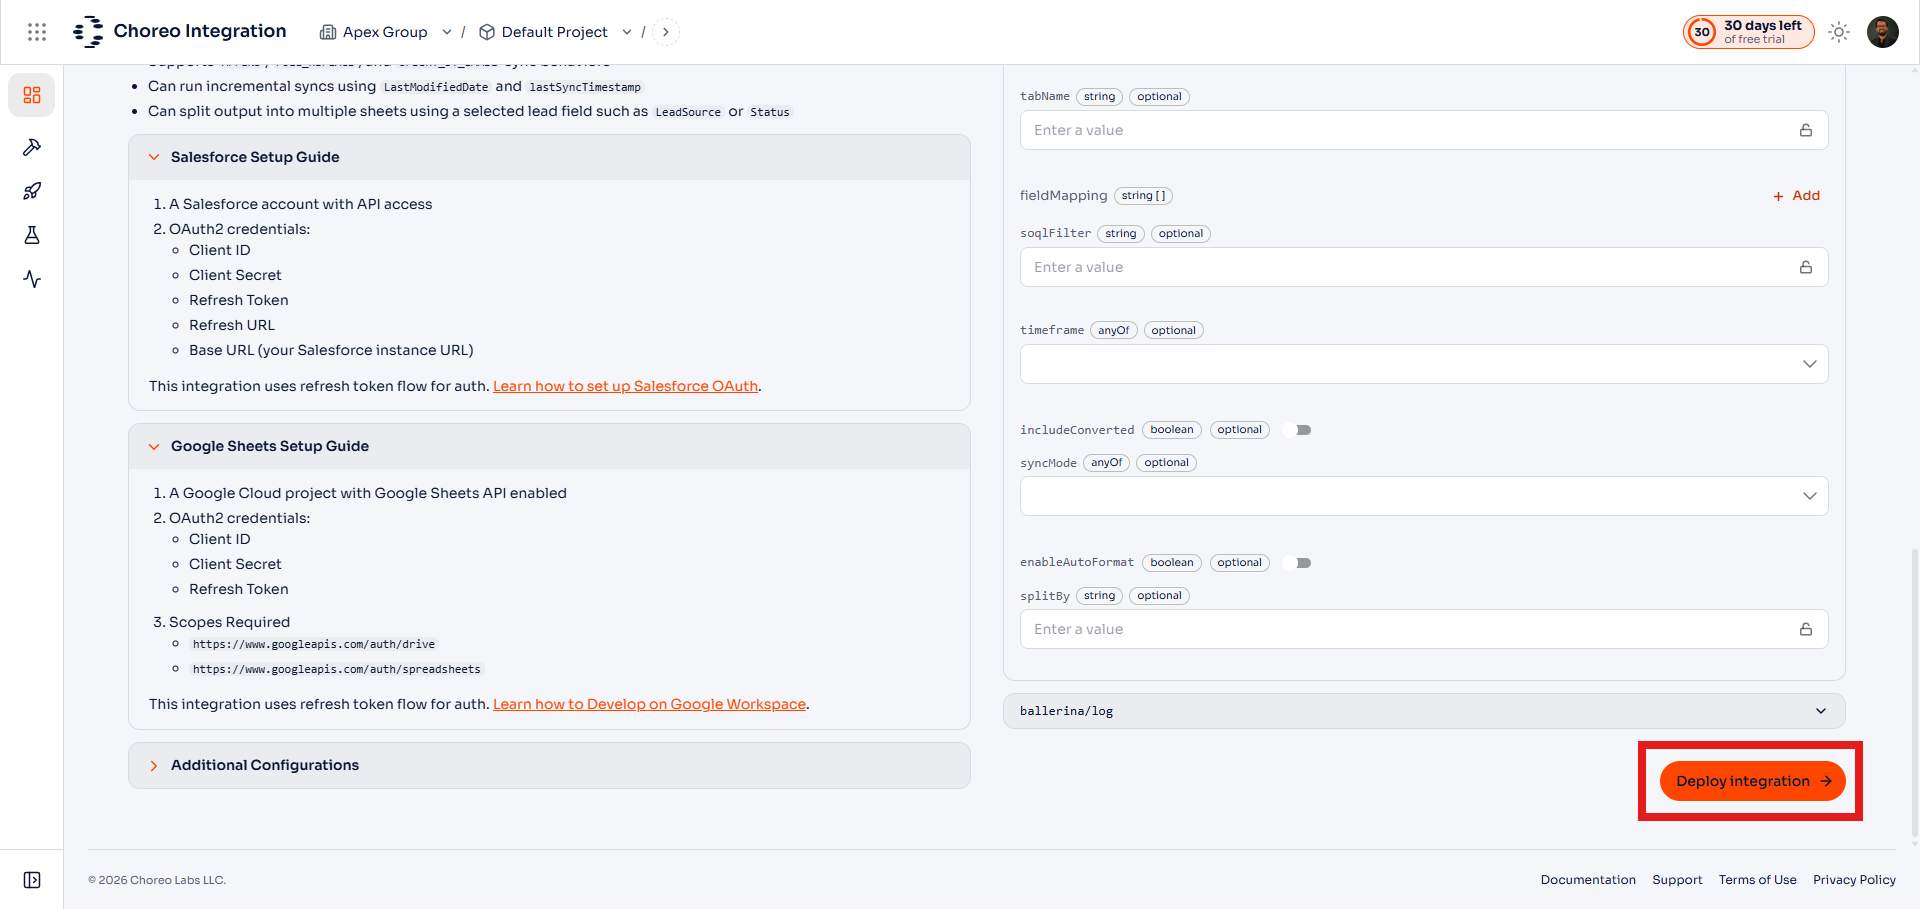 Choreo Integration
Apex Group
/
Default Project
/
30
30 days left
of free trial
Can run incremental syncs using LastModifiedDate and lastSyncTimestamp
Can split output into multiple sheets using a selected lead field such as LeadSource or Status
Salesforce Setup Guide
1. A Salesforce account with API access
2. OAuth2 credentials:
Client ID
Client Secret
Refresh Token
Refresh URL
Base URL (your Salesforce instance URL)
This integration uses refresh token flow for auth. Learn how to set up Salesforce OAuth.
Google Sheets Setup Guide
1. A Google Cloud project with Google Sheets API enabled
2. OAuth2 credentials:
Client ID
Client Secret
Refresh Token
3. Scopes Required
https://www.googleapis.com/auth/drive
https://www.googleapis.com/auth/spreadsheets
This integration uses refresh token flow for auth. Learn how to Develop on Google Workspace.
Additional Configurations
tabName string optional
Enter a value
fieldMapping string [] + Add
soqlFilter string optional
Enter a value
timeframe anyOf optional
includeConverted boolean optional
syncMode anyOf optional
enableAutoFormat boolean optional
splitBy string optional
Enter a value
ballerina/log
Deploy integration →
© 2026 Choreo Labs LLC.
Documentation Support Terms of Use Privacy Policy